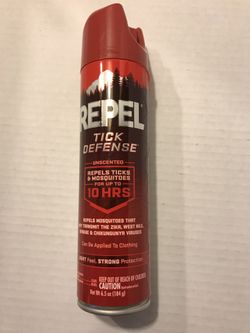 REPEL
TICK
DEFENSE
UNSCENTED
REPELS TICKS
& MOSQUITOES
FOR UP TO
10 HRS
REPELS MOSQUITOES THAT
MAY TRANSMIT THE ZIKA, WEST NILE,
DENGUE & CHIKUNGUNYA VIRUSES
Can Be Applied To Clothing
LIGHT Feel. STRONG Protection
KEEP OUT OF REACH OF CHILDREN
CAUTION
Net Wt 6.5 oz (184 g)